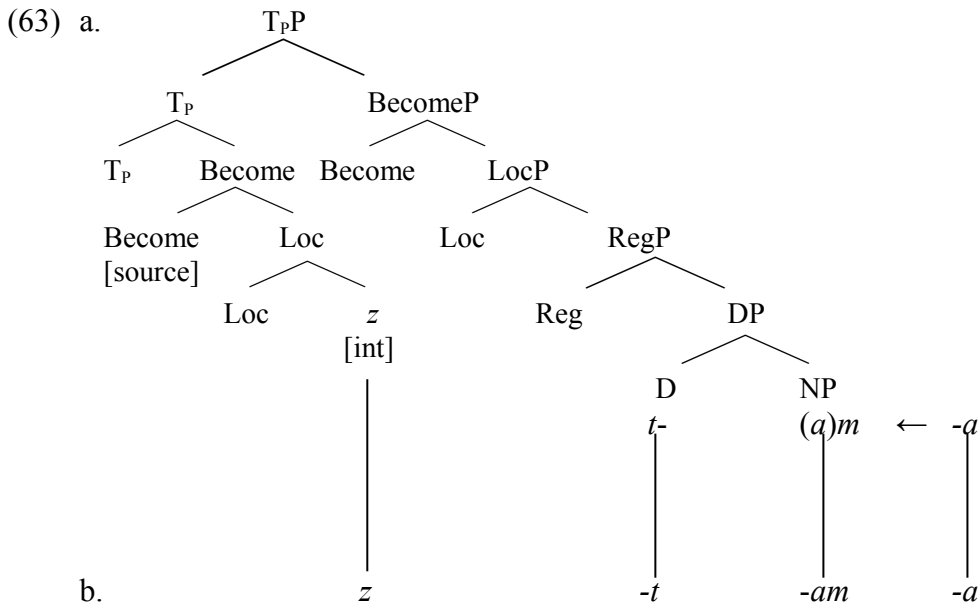 (63) a. TₚP
Tₚ BecomeP
Tₚ Become Become LocP
Become Loc Loc RegP
[source]
Loc z Reg DP
[int]
D NP
t- (a)m ← -a
b. z -t -am -a